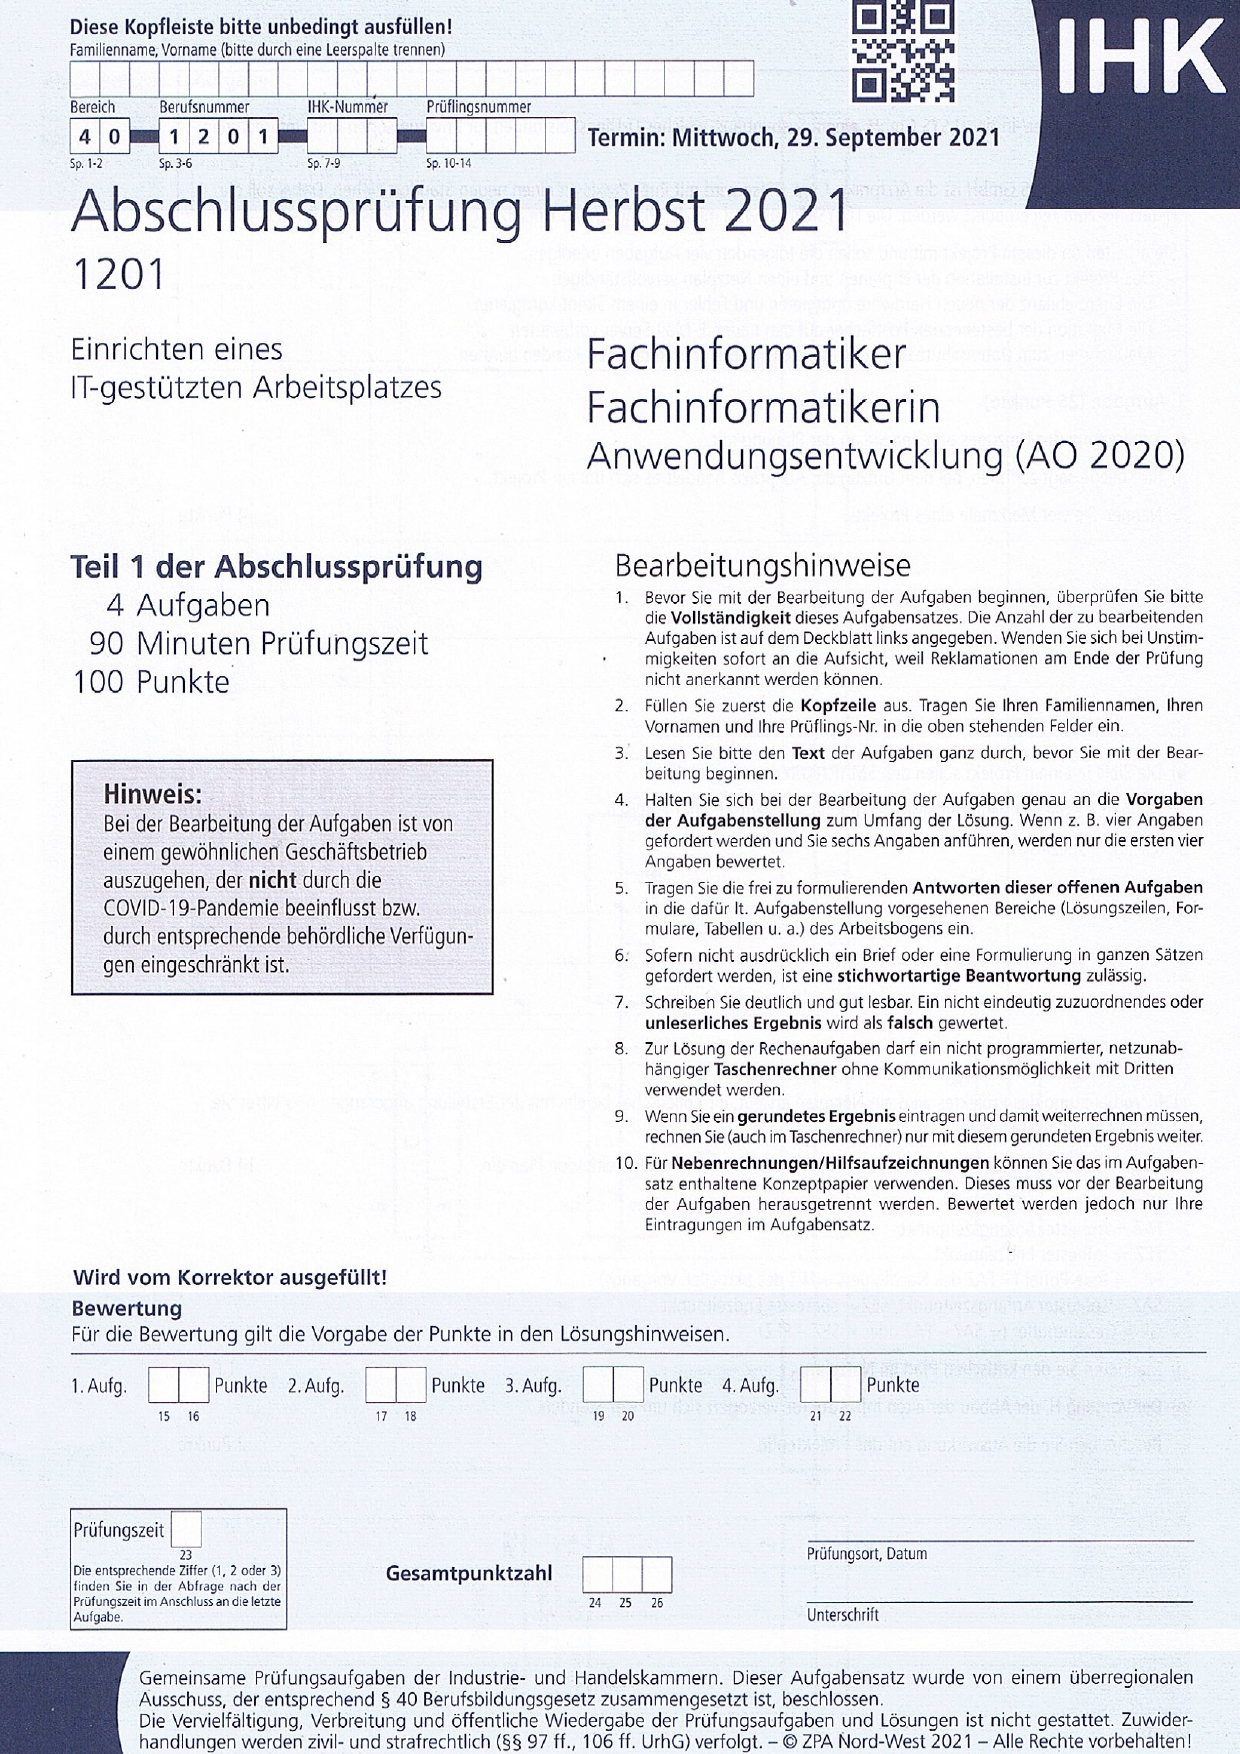 Diese Kopfleiste bitte unbedingt ausfüllen!
Familienname, Vorname (bitte durch eine Leerspalte trennen)
IHK
Bereich Berufsnummer IHK-Nummer Prüflingsnummer
4 0 1 2 0 1 Termin: Mittwoch, 29. September 2021
Sp. 1-2 Sp. 3-6 Sp. 7-9 Sp. 10-14
Abschlussprüfung Herbst 2021
1201
Einrichten eines
IT-gestützten Arbeitsplatzes
Fachinformatiker
Fachinformatikerin
Anwendungsentwicklung (AO 2020)
Teil 1 der Abschlussprüfung
4 Aufgaben
90 Minuten Prüfungszeit
100 Punkte
Hinweis:
Bei der Bearbeitung der Aufgaben ist von
einem gewöhnlichen Geschäftsbetrieb
auszugehen, der nicht durch die
COVID-19-Pandemie beeinflusst bzw.
durch entsprechende behördliche Verfügun-
gen eingeschränkt ist.
Bearbeitungshinweise
1. Bevor Sie mit der Bearbeitung der Aufgaben beginnen, überprüfen Sie bitte
die Vollständigkeit dieses Aufgabensatzes. Die Anzahl der zu bearbeitenden
Aufgaben ist auf dem Deckblatt links angegeben. Wenden Sie sich bei Unstim-
migkeiten sofort an die Aufsicht, weil Reklamationen am Ende der Prüfung
nicht anerkannt werden können.
2. Füllen Sie zuerst die Kopfzeile aus. Tragen Sie Ihren Familiennamen, Ihren
Vornamen und Ihre Prüflings-Nr. in die oben stehenden Felder ein.
3. Lesen Sie bitte den Text der Aufgaben ganz durch, bevor Sie mit der Bear-
beitung beginnen.
4. Halten Sie sich bei der Bearbeitung der Aufgaben genau an die Vorgaben
der Aufgabenstellung zum Umfang der Lösung. Wenn z. B. vier Angaben
gefordert werden und Sie sechs Angaben anführen, werden nur die ersten vier
Angaben bewertet.
5. Tragen Sie die frei zu formulierenden Antworten dieser offenen Aufgaben
in die dafür lt. Aufgabenstellung vorgesehenen Bereiche (Lösungszeilen, For-
mulare, Tabellen u. a.) des Arbeitsbogens ein.
6. Sofern nicht ausdrücklich ein Brief oder eine Formulierung in ganzen Sätzen
gefordert werden, ist eine stichwortartige Beantwortung zulässig.
7. Schreiben Sie deutlich und gut lesbar. Ein nicht eindeutig zuzuordnendes oder
unleserliches Ergebnis wird als falsch gewertet.
8. Zur Lösung der Rechenaufgaben darf ein nicht programmierter, netzunab-
hängiger Taschenrechner ohne Kommunikationsmöglichkeit mit Dritten
verwendet werden.
9. Wenn Sie ein gerundetes Ergebnis eintragen und damit weiterrechnen müssen,
rechnen Sie (auch im Taschenrechner) nur mit diesem gerundeten Ergebnis weiter.
10. Für Nebenrechnungen/Hilfsaufzeichnungen können Sie das im Aufgaben-
satz enthaltene Konzeptpapier verwenden. Dieses muss vor der Bearbeitung
der Aufgaben herausgetrennt werden. Bewertet werden jedoch nur Ihre
Eintragungen im Aufgabensatz.
Wird vom Korrektor ausgefüllt!
Bewertung
Für die Bewertung gilt die Vorgabe der Punkte in den Lösungshinweisen.
1. Aufg. Punkte 2. Aufg. Punkte 3. Aufg. Punkte 4. Aufg. Punkte
15 16 17 18 19 20 21 22
Prüfungszeit
23
Die entsprechende Ziffer (1, 2 oder 3)
finden Sie in der Abfrage nach der
Prüfungszeit im Anschluss an die letzte
Aufgabe.
Gesamtpunktzahl
24 25 26
Prüfungsort, Datum
Unterschrift
Gemeinsame Prüfungsaufgaben der Industrie- und Handelskammern. Dieser Aufgabensatz wurde von einem überregionalen
Ausschuss, der entsprechend § 40 Berufsbildungsgesetz zusammengesetzt ist, beschlossen.
Die Vervielfältigung, Verbreitung und öffentliche Wiedergabe der Prüfungsaufgaben und Lösungen ist nicht gestattet. Zuwider-
handlungen werden zivil- und strafrechtlich (§§ 97 ff., 106 ff. UrhG) verfolgt. – © ZPA Nord-West 2021 – Alle Rechte vorbehalten!